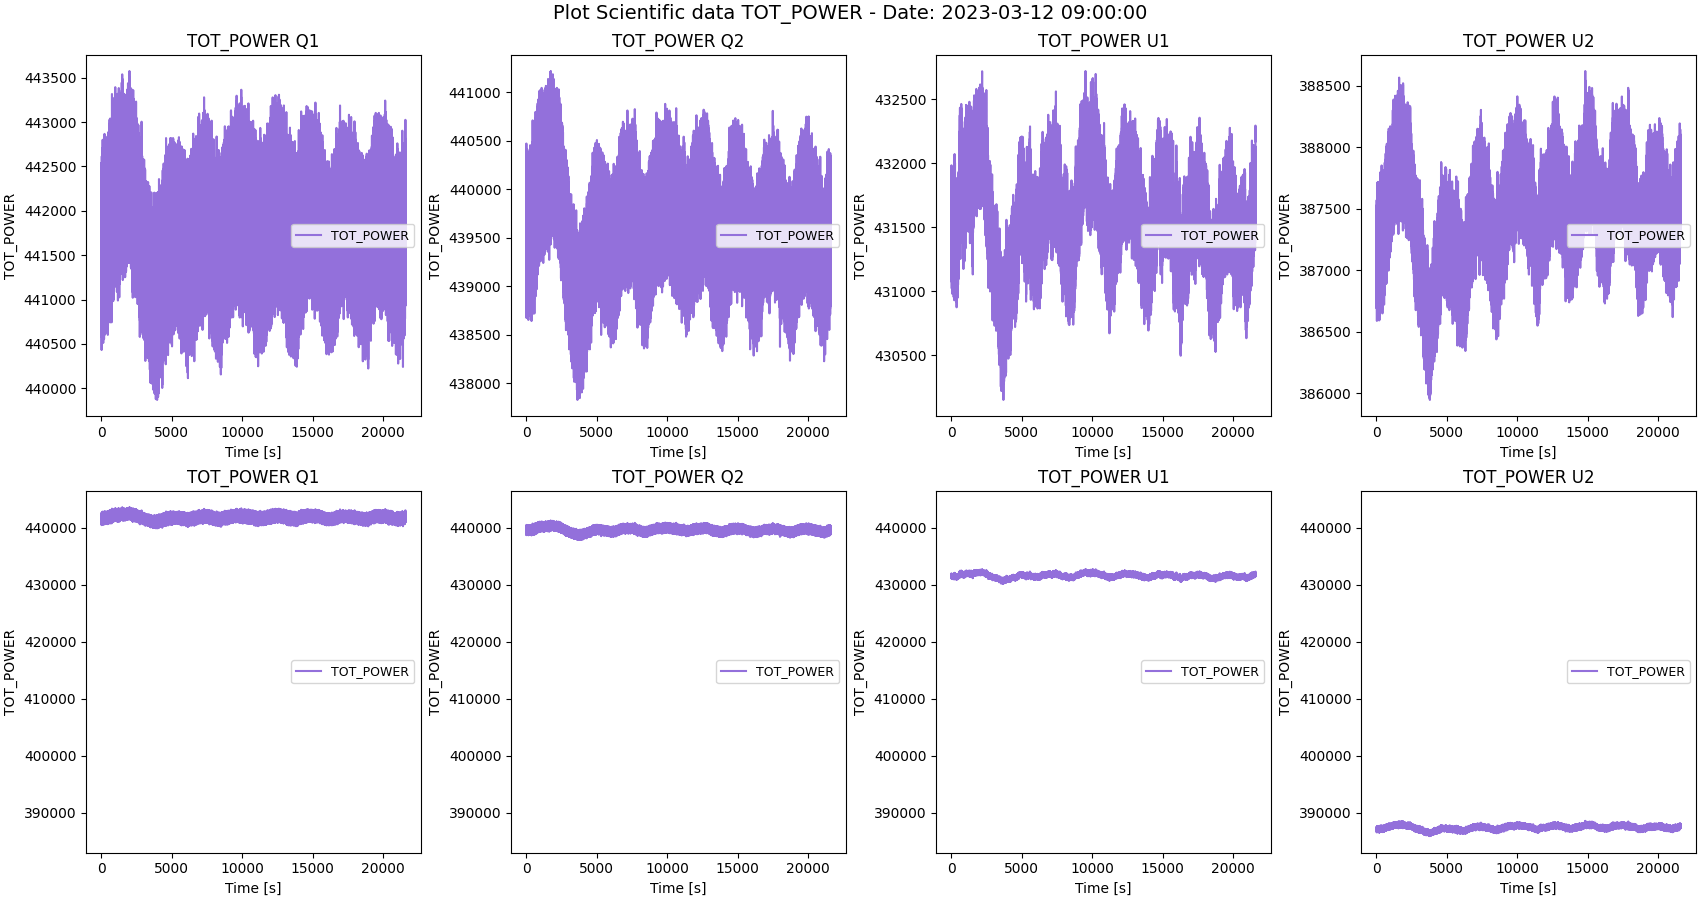 Plot Scientific data TOT_POWER - Date: 2023-03-12 09:00:00
TOT_POWER Q1
TOT_POWER
443500
443000
442500
442000
441500
441000
440500
440000
TOT_POWER
0 5000 10000 15000 20000
Time [s]
TOT_POWER Q2
TOT_POWER
441000
440500
440000
439500
439000
438500
438000
TOT_POWER
0 5000 10000 15000 20000
Time [s]
TOT_POWER U1
TOT_POWER
432500
432000
431500
431000
430500
TOT_POWER
0 5000 10000 15000 20000
Time [s]
TOT_POWER U2
TOT_POWER
388500
388000
387500
387000
386500
386000
TOT_POWER
0 5000 10000 15000 20000
Time [s]
TOT_POWER Q1
TOT_POWER
440000
430000
420000
410000
400000
390000
TOT_POWER
0 5000 10000 15000 20000
Time [s]
TOT_POWER Q2
TOT_POWER
440000
430000
420000
410000
400000
390000
TOT_POWER
0 5000 10000 15000 20000
Time [s]
TOT_POWER U1
TOT_POWER
440000
430000
420000
410000
400000
390000
TOT_POWER
0 5000 10000 15000 20000
Time [s]
TOT_POWER U2
TOT_POWER
440000
430000
420000
410000
400000
390000
TOT_POWER
0 5000 10000 15000 20000
Time [s]